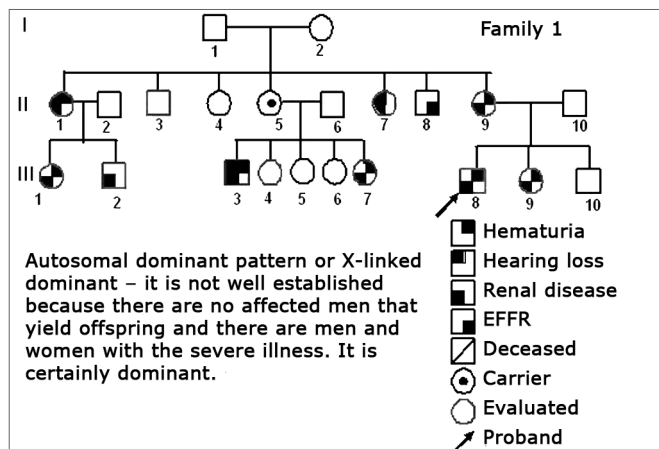 I
1
2
Family 1
II
1 2 3 4 5 6 7 8 9 10
III
1 2 3 4 5 6 7 8 9 10
Hematuria
Hearing loss
Renal disease
EFFR
Deceased
Carrier
Evaluated
Proband
Autosomal dominant pattern or X-linked
dominant – it is not well established
because there are no affected men that
yield offspring and there are men and
women with the severe illness. It is
certainly dominant.